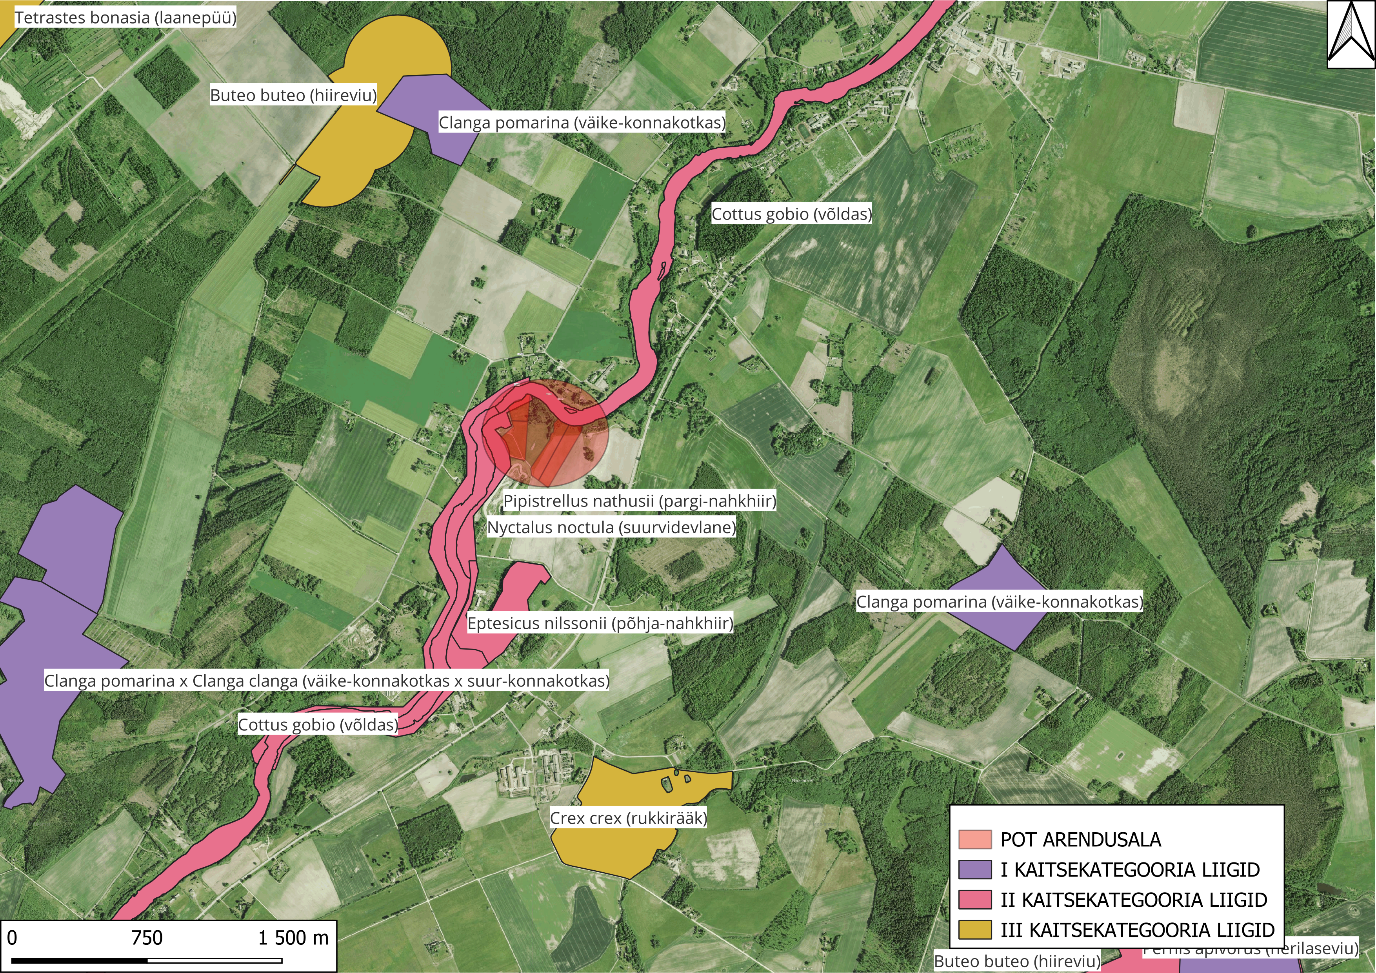 Tetrastes bonasia (laanepüü)
Buteo buteo (hiireviu)
Clanga pomarina (väike-konnakotkas)
Cottus gobio (võldas)
Pipistrellus nathusii (pargi-nahkhiir)
Nyctalus noctula (suurvidevlane)
Clanga pomarina (väike-konnakotkas)
Eptesicus nilssonii (põhja-nahkhiir)
Clanga pomarina x Clanga clanga (väike-konnakotkas x suur-konnakotkas)
Cottus gobio (võldas)
Crex crex (rukkirääk)
POT ARENDUSALA
I KAITSEKATEGOORIA LIIGID
II KAITSEKATEGOORIA LIIGID
III KAITSEKATEGOORIA LIIGID
0 750 1 500 m
Pernis apivorus (herilaseviu)
Buteo buteo (hiireviu)